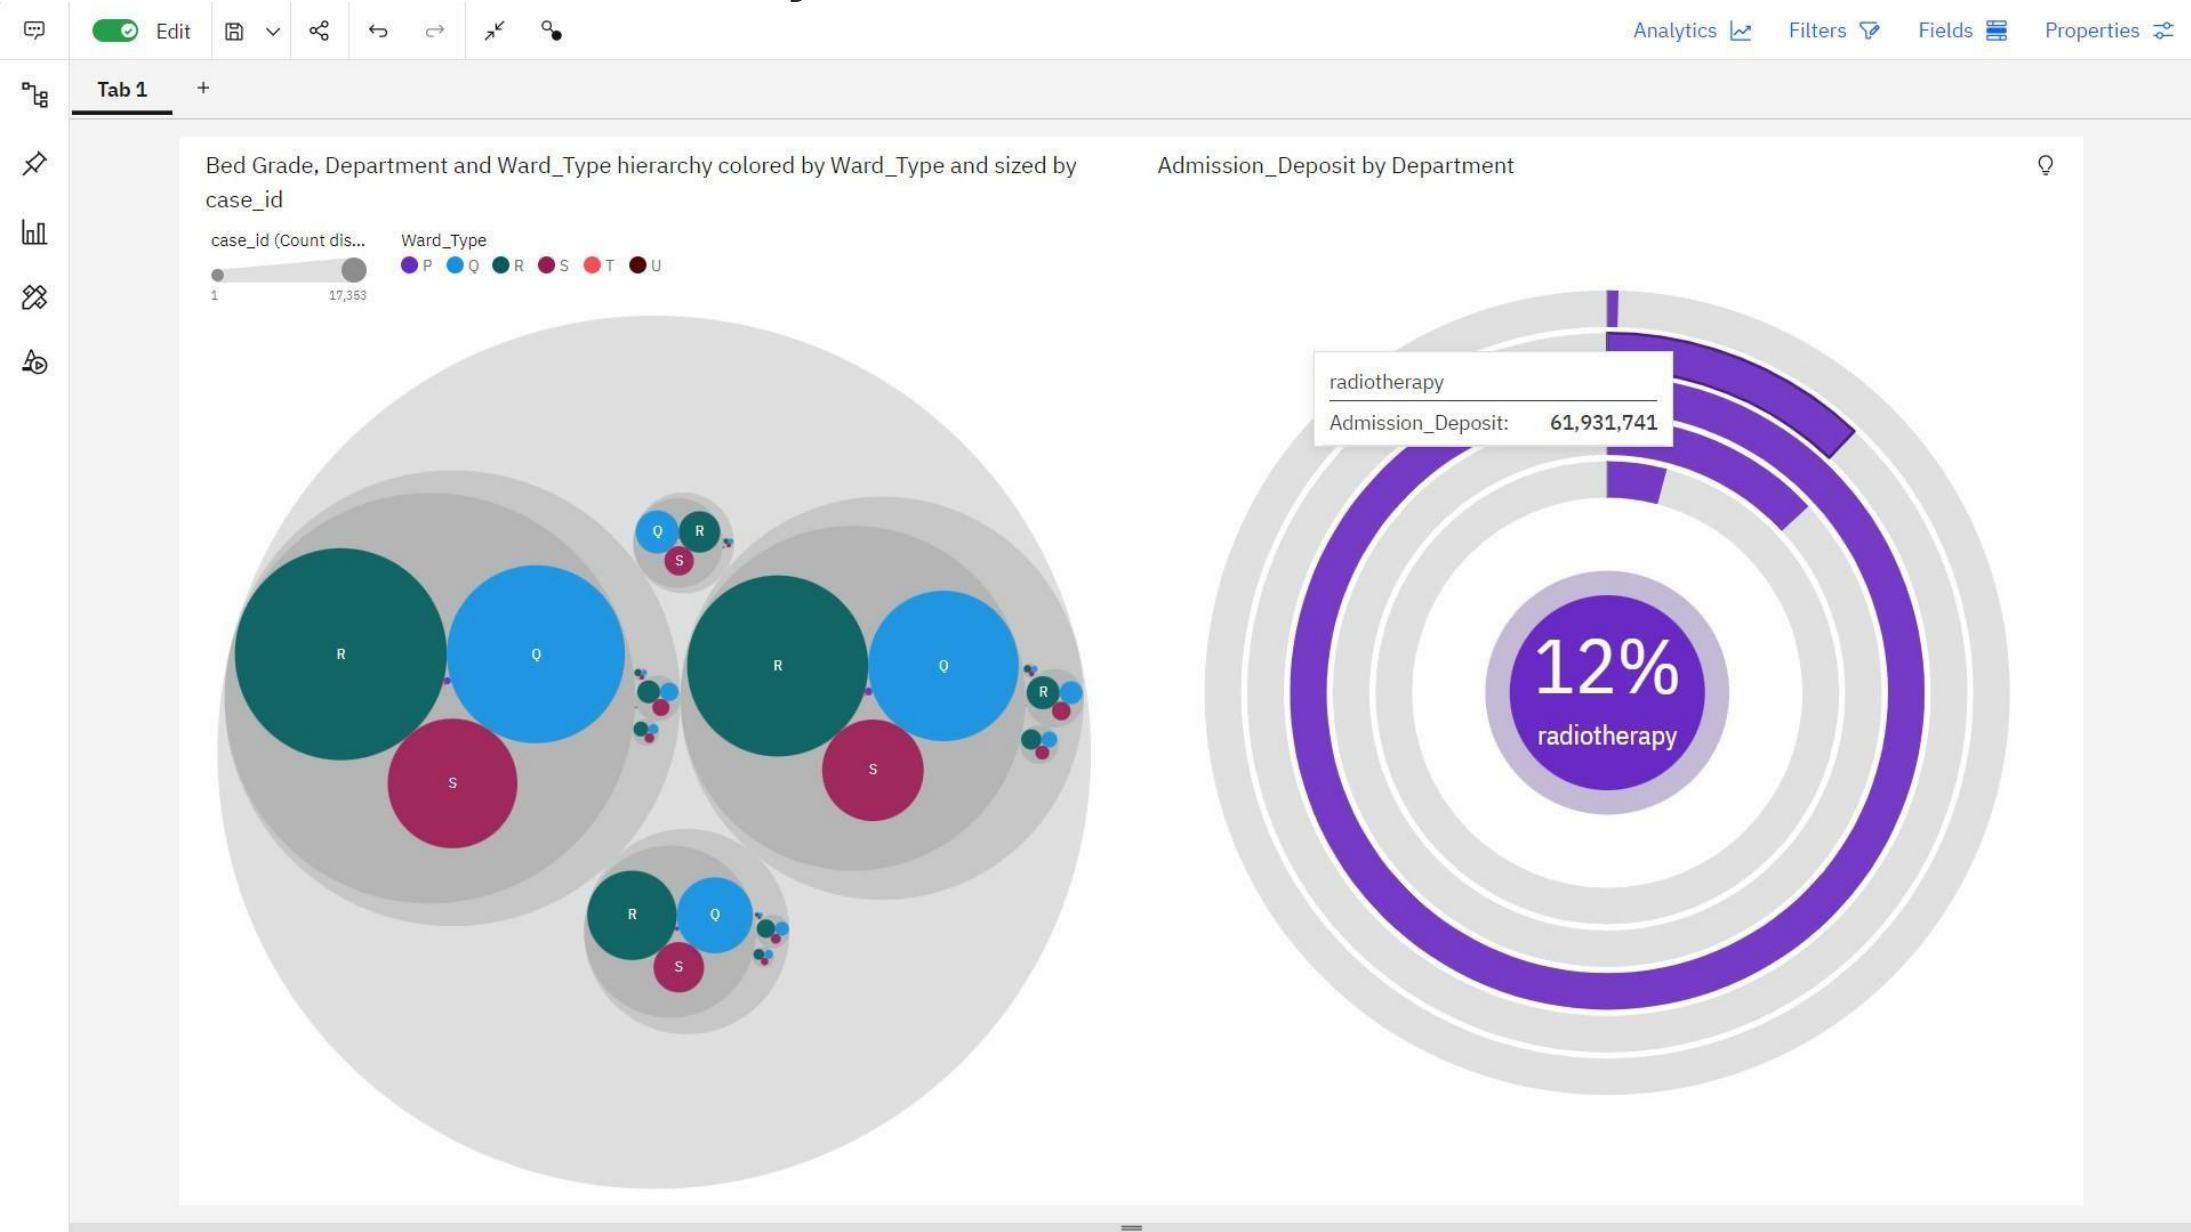 Edit
Analytics
Filters
Fields
Properties
Tab 1
+
Bed Grade, Department and Ward_Type hierarchy colored by Ward_Type and sized by
case_id
case_id (Count dis...
1
17,353
Ward_Type
P Q R S T U
Q R
S
R Q
S
R Q
R
S
R Q
S
Admission_Deposit by Department
radiotherapy
Admission_Deposit: 61,931,741
12%
radiotherapy